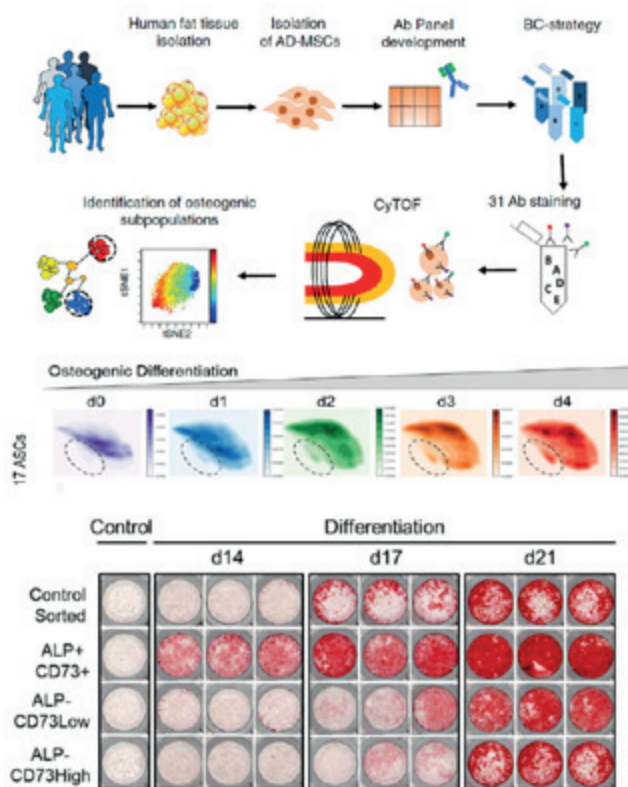 Human fat tissue
isolation
Isolation
of AD-MSCs
Ab Panel
development
BC-strategy
Identification of osteogenic
subpopulations
CyTOF
31 Ab staining
tSNE1
tSNE2
B
A
D
C
E
Osteogenic Differentiation
d0 d1 d2 d3 d4
17 ASCs
Control Differentiation
d14 d17 d21
Control
Sorted
ALP+
CD73+
ALP-
CD73Low
ALP-
CD73High